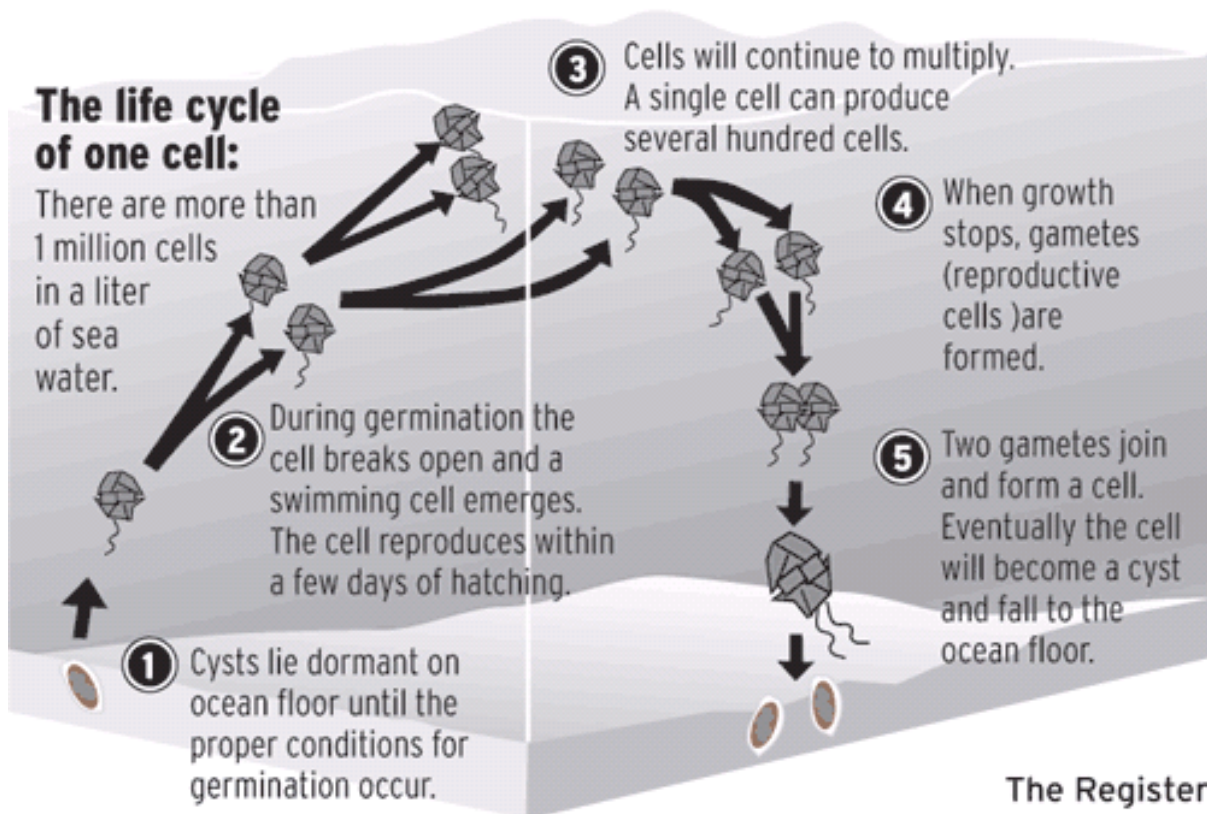 The life cycle
of one cell:
There are more than
1 million cells
in a liter
of sea
water.
1
Cysts lie dormant on
ocean floor until the
proper conditions for
germination occur.
2
During germination the
cell breaks open and a
swimming cell emerges.
The cell reproduces within
a few days of hatching.
3
Cells will continue to multiply.
A single cell can produce
several hundred cells.
4
When growth
stops, gametes
(reproductive
cells )are
formed.
5
Two gametes join
and form a cell.
Eventually the cell
will become a cyst
and fall to the
ocean floor.
The Register